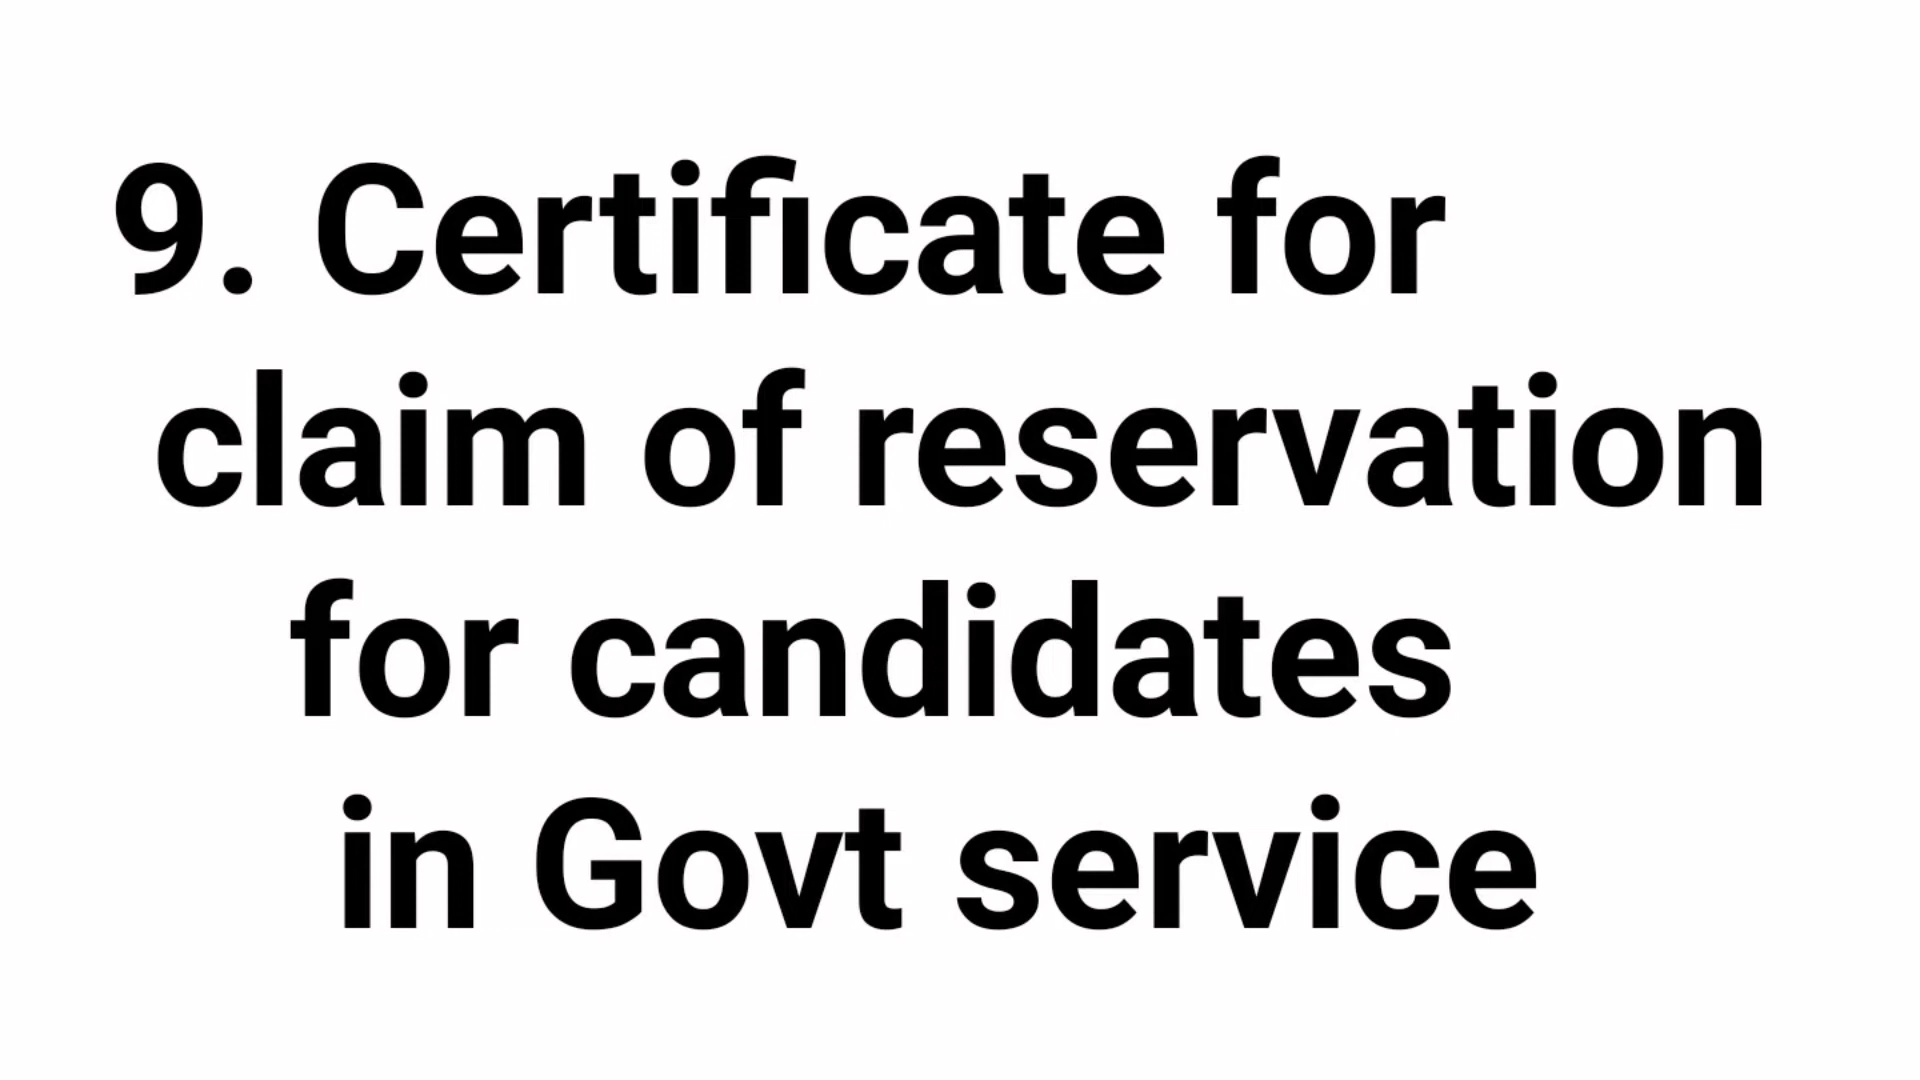 9. Certificate for
claim of reservation
for candidates
in Govt service